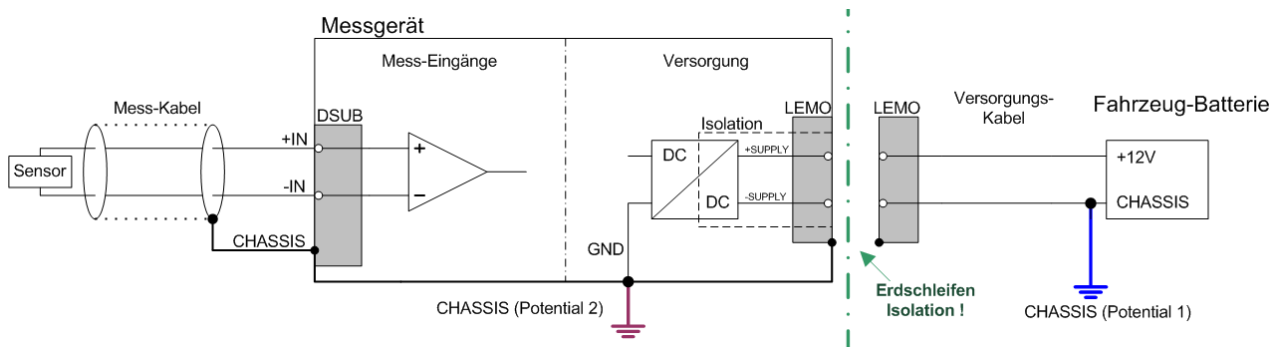 Messgerät
Mess-Eingänge
Versorgung
Mess-Kabel
DSUB
LEMO
LEMO
Versorgungs-
Kabel
Fahrzeug-Batterie
Sensor
+IN
-IN
+
−
Isolation
DC
DC
+SUPPLY
-SUPPLY
+12V
CHASSIS
CHASSIS
GND
CHASSIS (Potential 2)
Erdschleifen
Isolation !
CHASSIS (Potential 1)